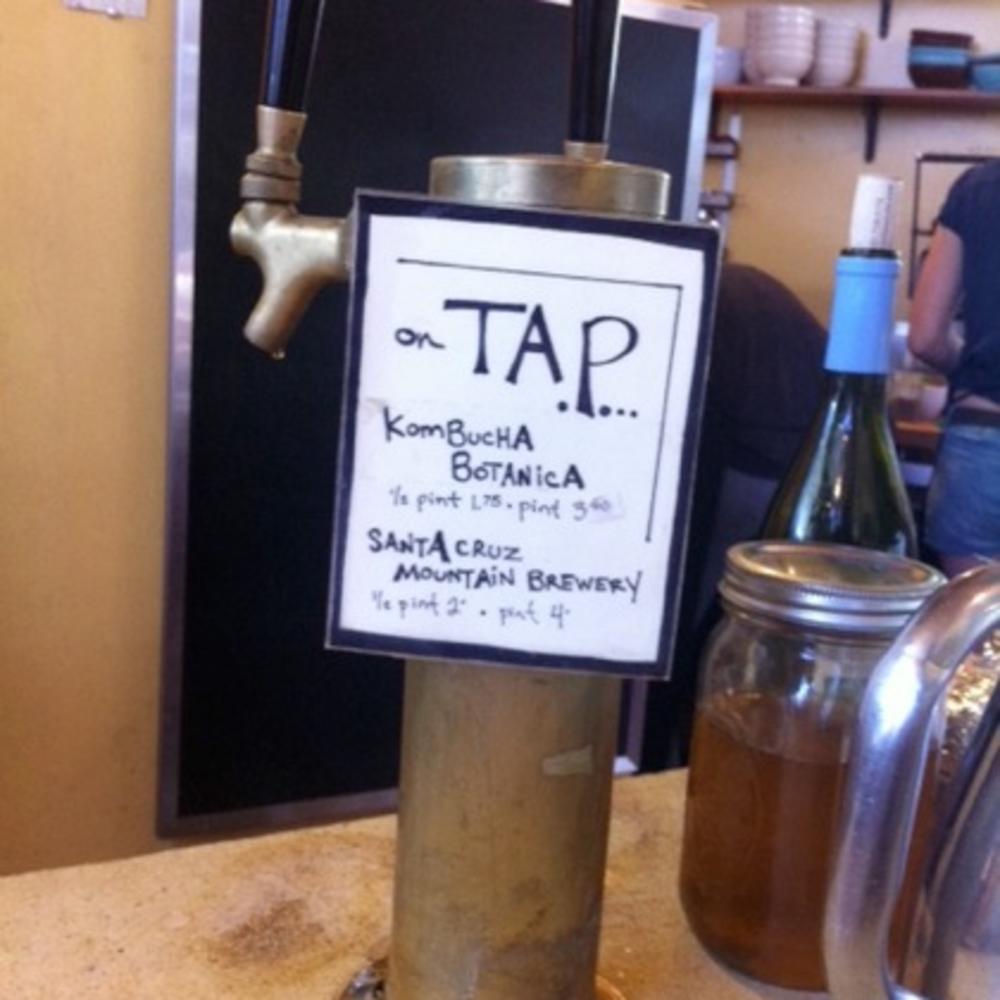 on TAP...
KomBucHA
BOTANicA
1/2 pint 1.75 . pint 3
SANTA CRUZ
MOUNTAiN BREWERY
1/2 pint 2 . pint 4